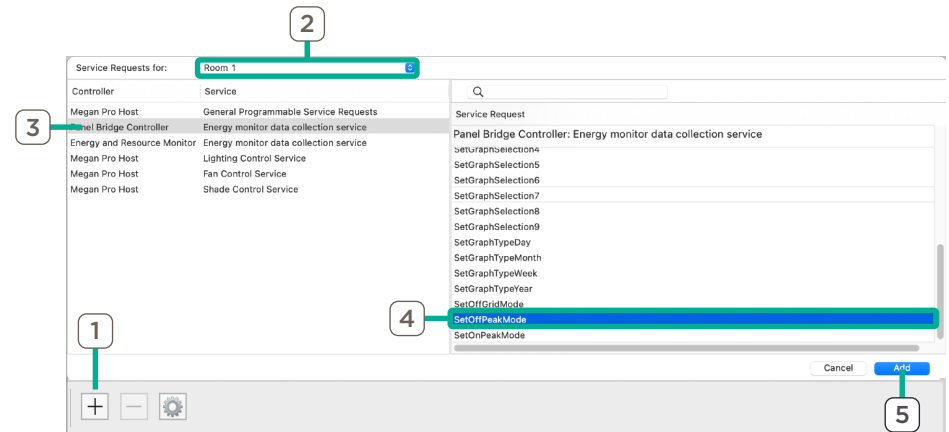 2
Service Requests for:
Room 1
Controller
Service
Megan Pro Host
General Programmable Service Requests
3
Panel Bridge Controller
Energy monitor data collection service
Energy and Resource Monitor
Energy monitor data collection service
Megan Pro Host
Lighting Control Service
Megan Pro Host
Fan Control Service
Megan Pro Host
Shade Control Service
Service Request
Panel Bridge Controller: Energy monitor data collection service
SetGraphSelection4
SetGraphSelection5
SetGraphSelection6
SetGraphSelection7
SetGraphSelection8
SetGraphSelection9
SetGraphTypeDay
SetGraphTypeMonth
SetGraphTypeWeek
SetGraphTypeYear
SetOffGridMode
4
SetOffPeakMode
SetOnPeakMode
1
Cancel
Add
5